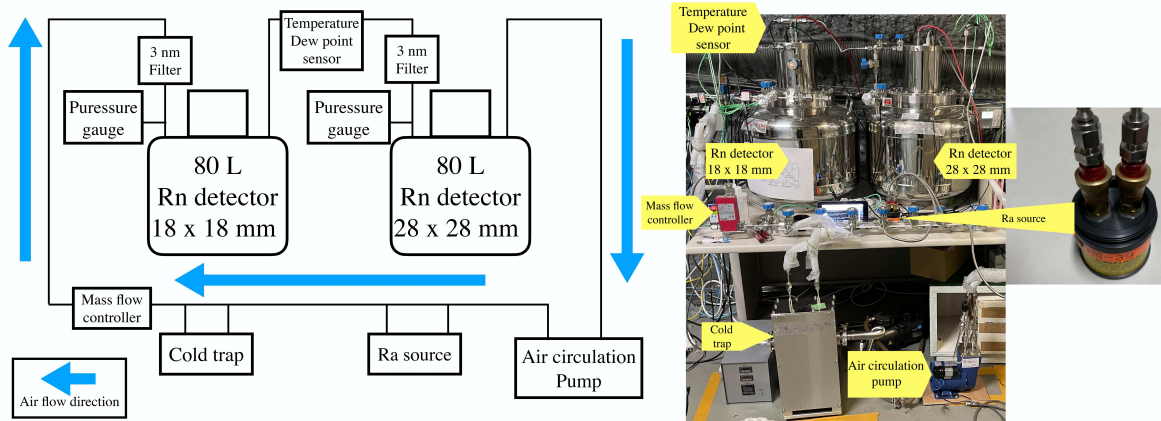 3 nm
Filter
Puressure
gauge
80 L
Rn detector
18 x 18 mm
Temperature
Dew point
sensor
3 nm
Filter
Puressure
gauge
80 L
Rn detector
28 x 28 mm
Mass flow
controller
Cold trap
Ra source
Air circulation
Pump
Air flow direction
Temperature
Dew point
sensor
Rn detector
18 x 18 mm
Rn detector
28 x 28 mm
Mass flow
controller
Ra source
Cold
trap
Air circulation
pump